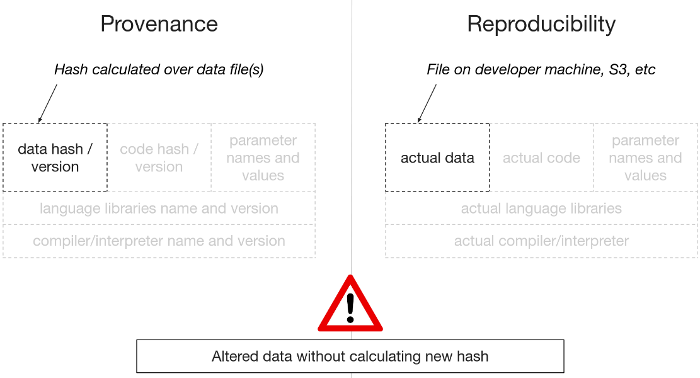 Provenance
Reproducibility
Hash calculated over data file(s)
File on developer machine, S3, etc
data hash /
version
code hash /
version
parameter
names and
values
language libraries name and version
compiler/interpreter name and version
actual data
actual code
parameter
names and
values
actual language libraries
actual compiler/interpreter
!
Altered data without calculating new hash